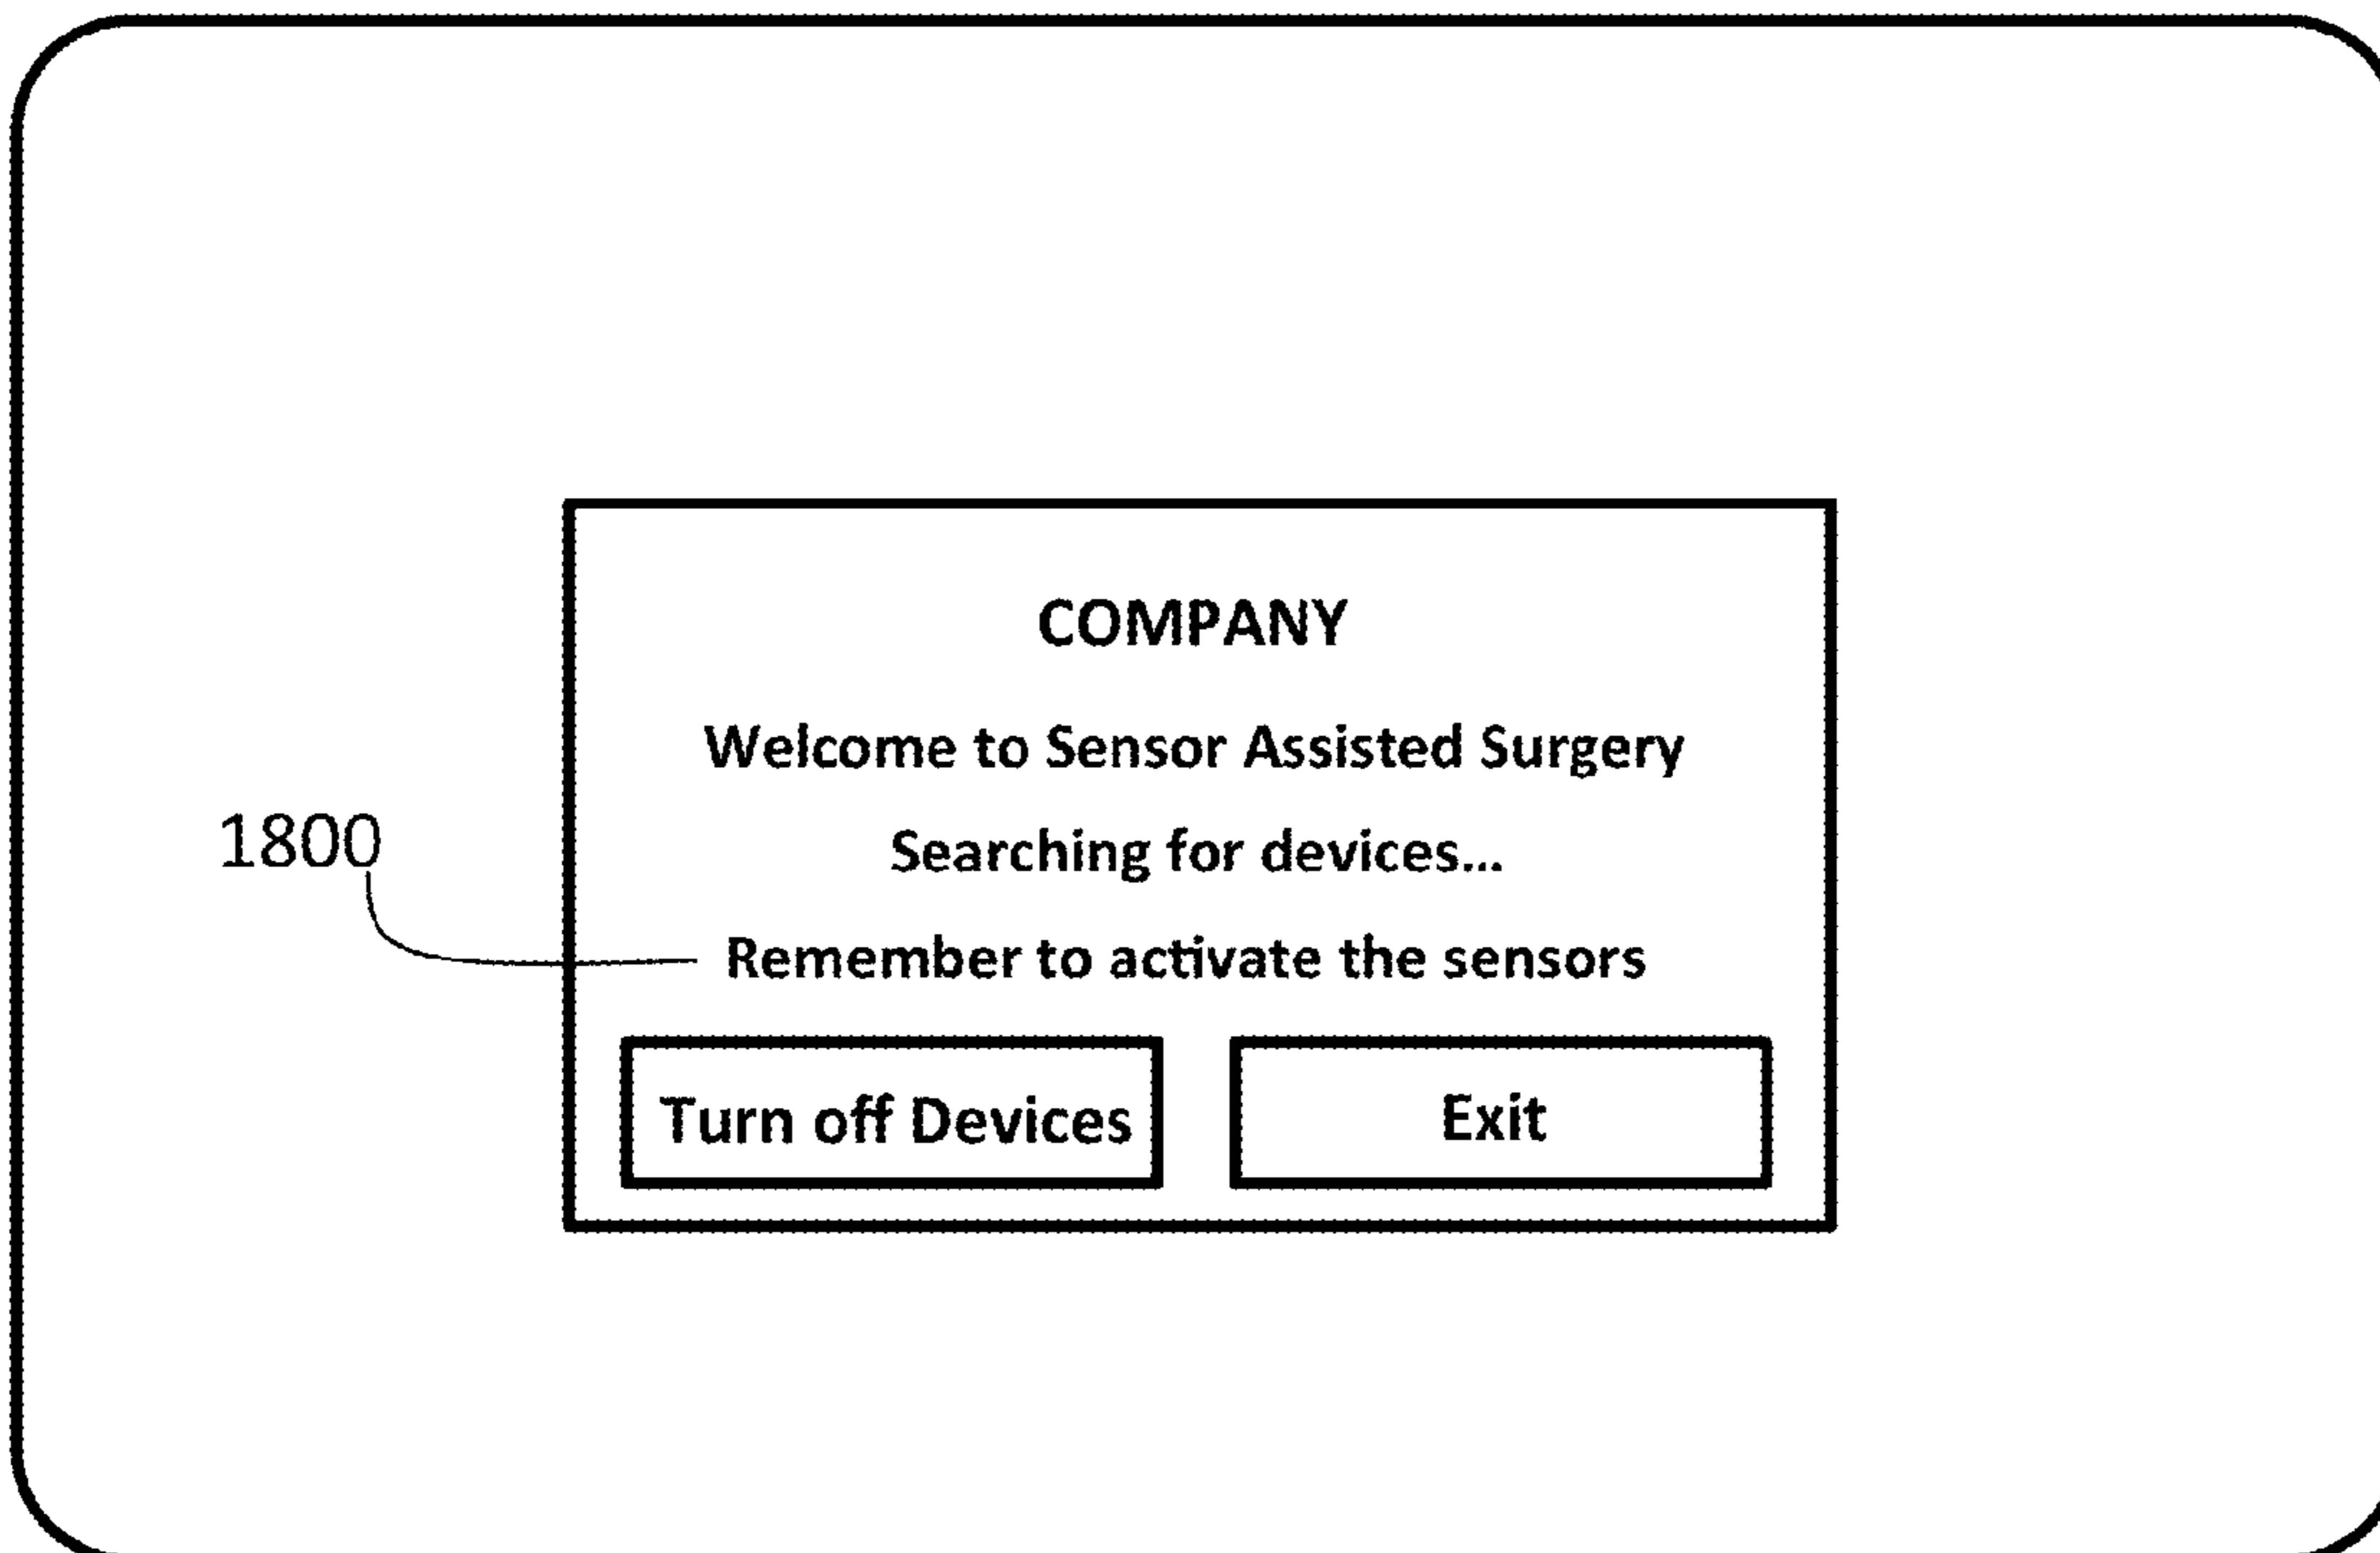 COMPANY
Welcome to Sensor Assisted Surgery
Searching for devices...
1800
Remember to activate the sensors
Turn off Devices
Exit